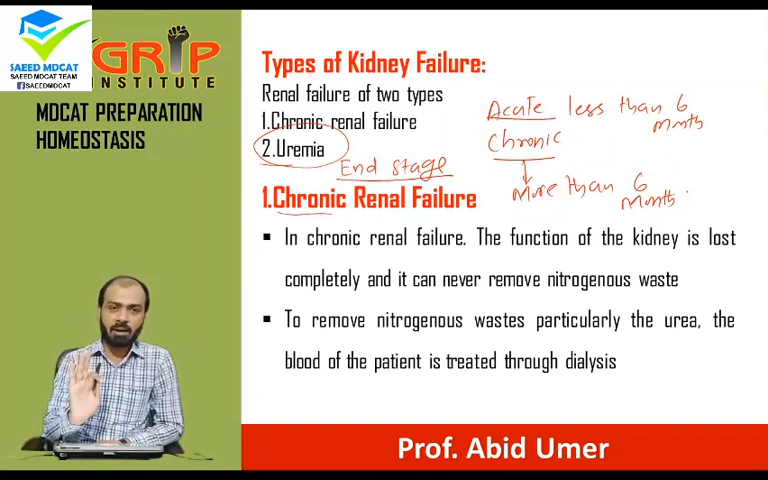 SAEED MDCAT
SAEED MDCAT TEAM
SAEEDMDCAT
GRIP
INSTITUTE
MDCAT PREPARATION
HOMEOSTASIS
Types of Kidney Failure:
Renal failure of two types
1.Chronic renal failure
2.Uremia
End stage
Acute less than 6
month
Chronic
More than 6
Month.
1.Chronic Renal Failure
▪ In chronic renal failure. The function of the kidney is lost
completely and it can never remove nitrogenous waste
▪ To remove nitrogenous wastes particularly the urea, the
blood of the patient is treated through dialysis
Prof. Abid Umer